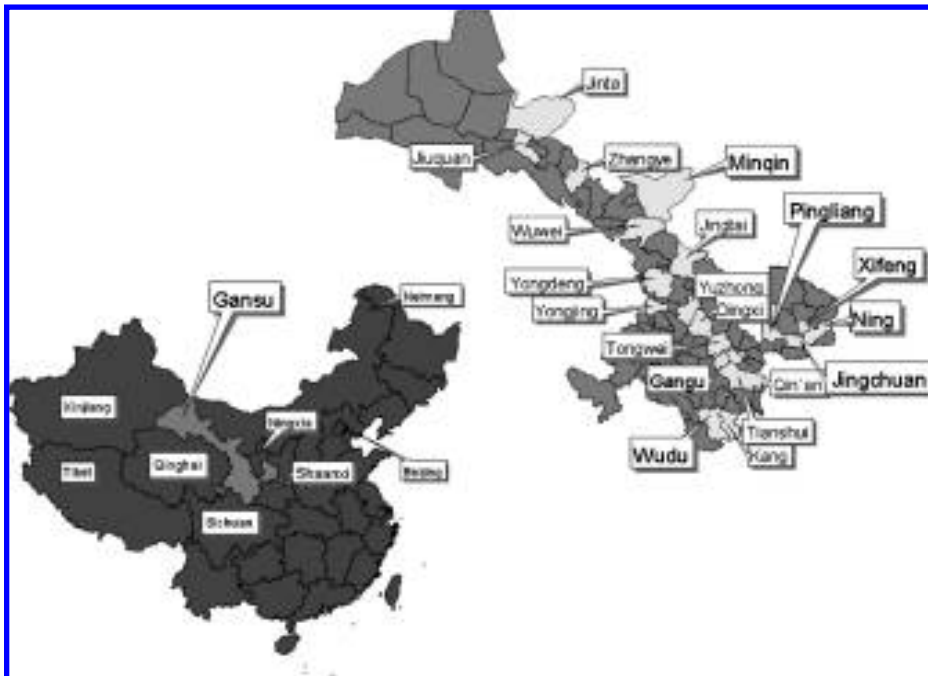 Jinta
Jiuquan
Zhangye
Minqin
Pingliang
Wuwei
Jingtai
Xifeng
Yongdeng
Yuzhong
Gansu
Neimeng
Dingxi
Yongjing
Ning
Tongwei
Gangu
Qin'an
Jingchuan
Xinjiang
Ningxia
Tianshui
Wudu
Kang
Tibet
Qinghai
Shaanxi
Beijing
Sichuan